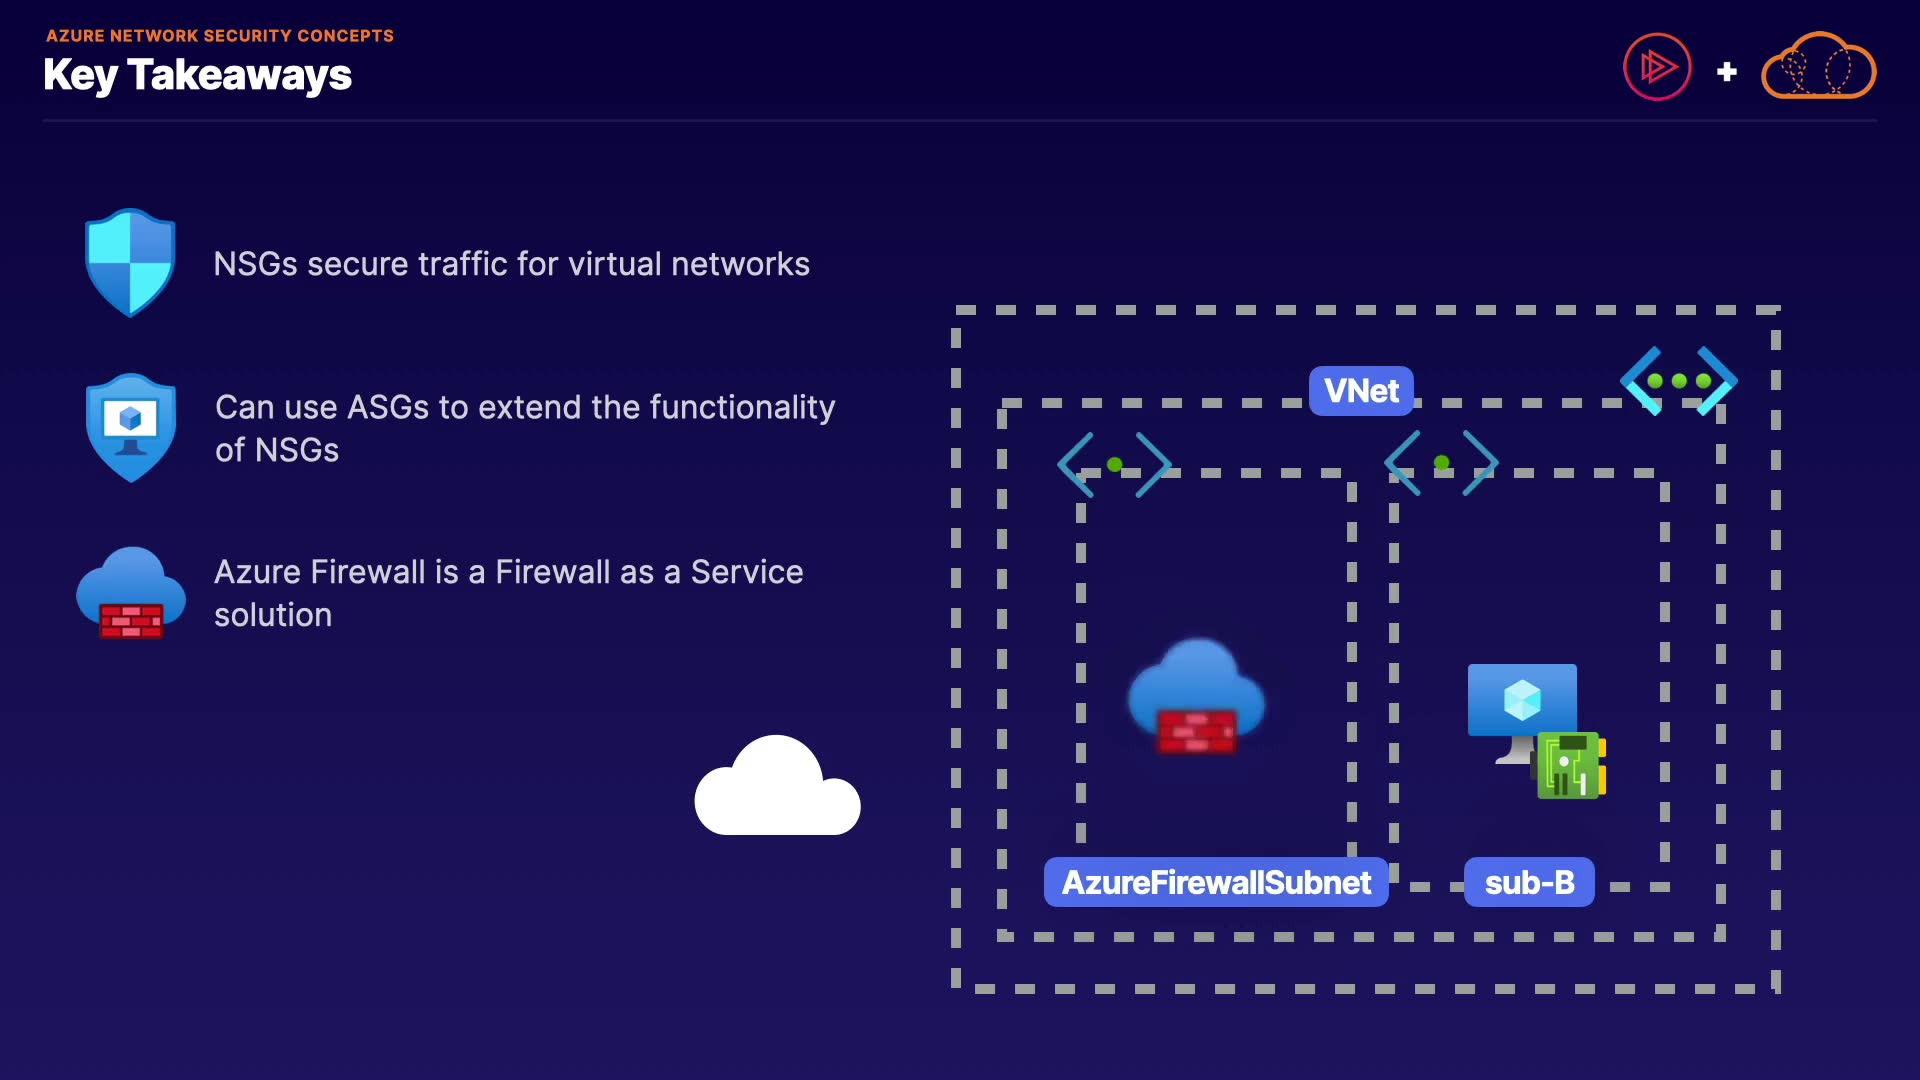 AZURE NETWORK SECURITY CONCEPTS
Key Takeaways
+
NSGs secure traffic for virtual networks
Can use ASGs to extend the functionality
of NSGs
Azure Firewall is a Firewall as a Service
solution
VNet
AzureFirewallSubnet
sub-B